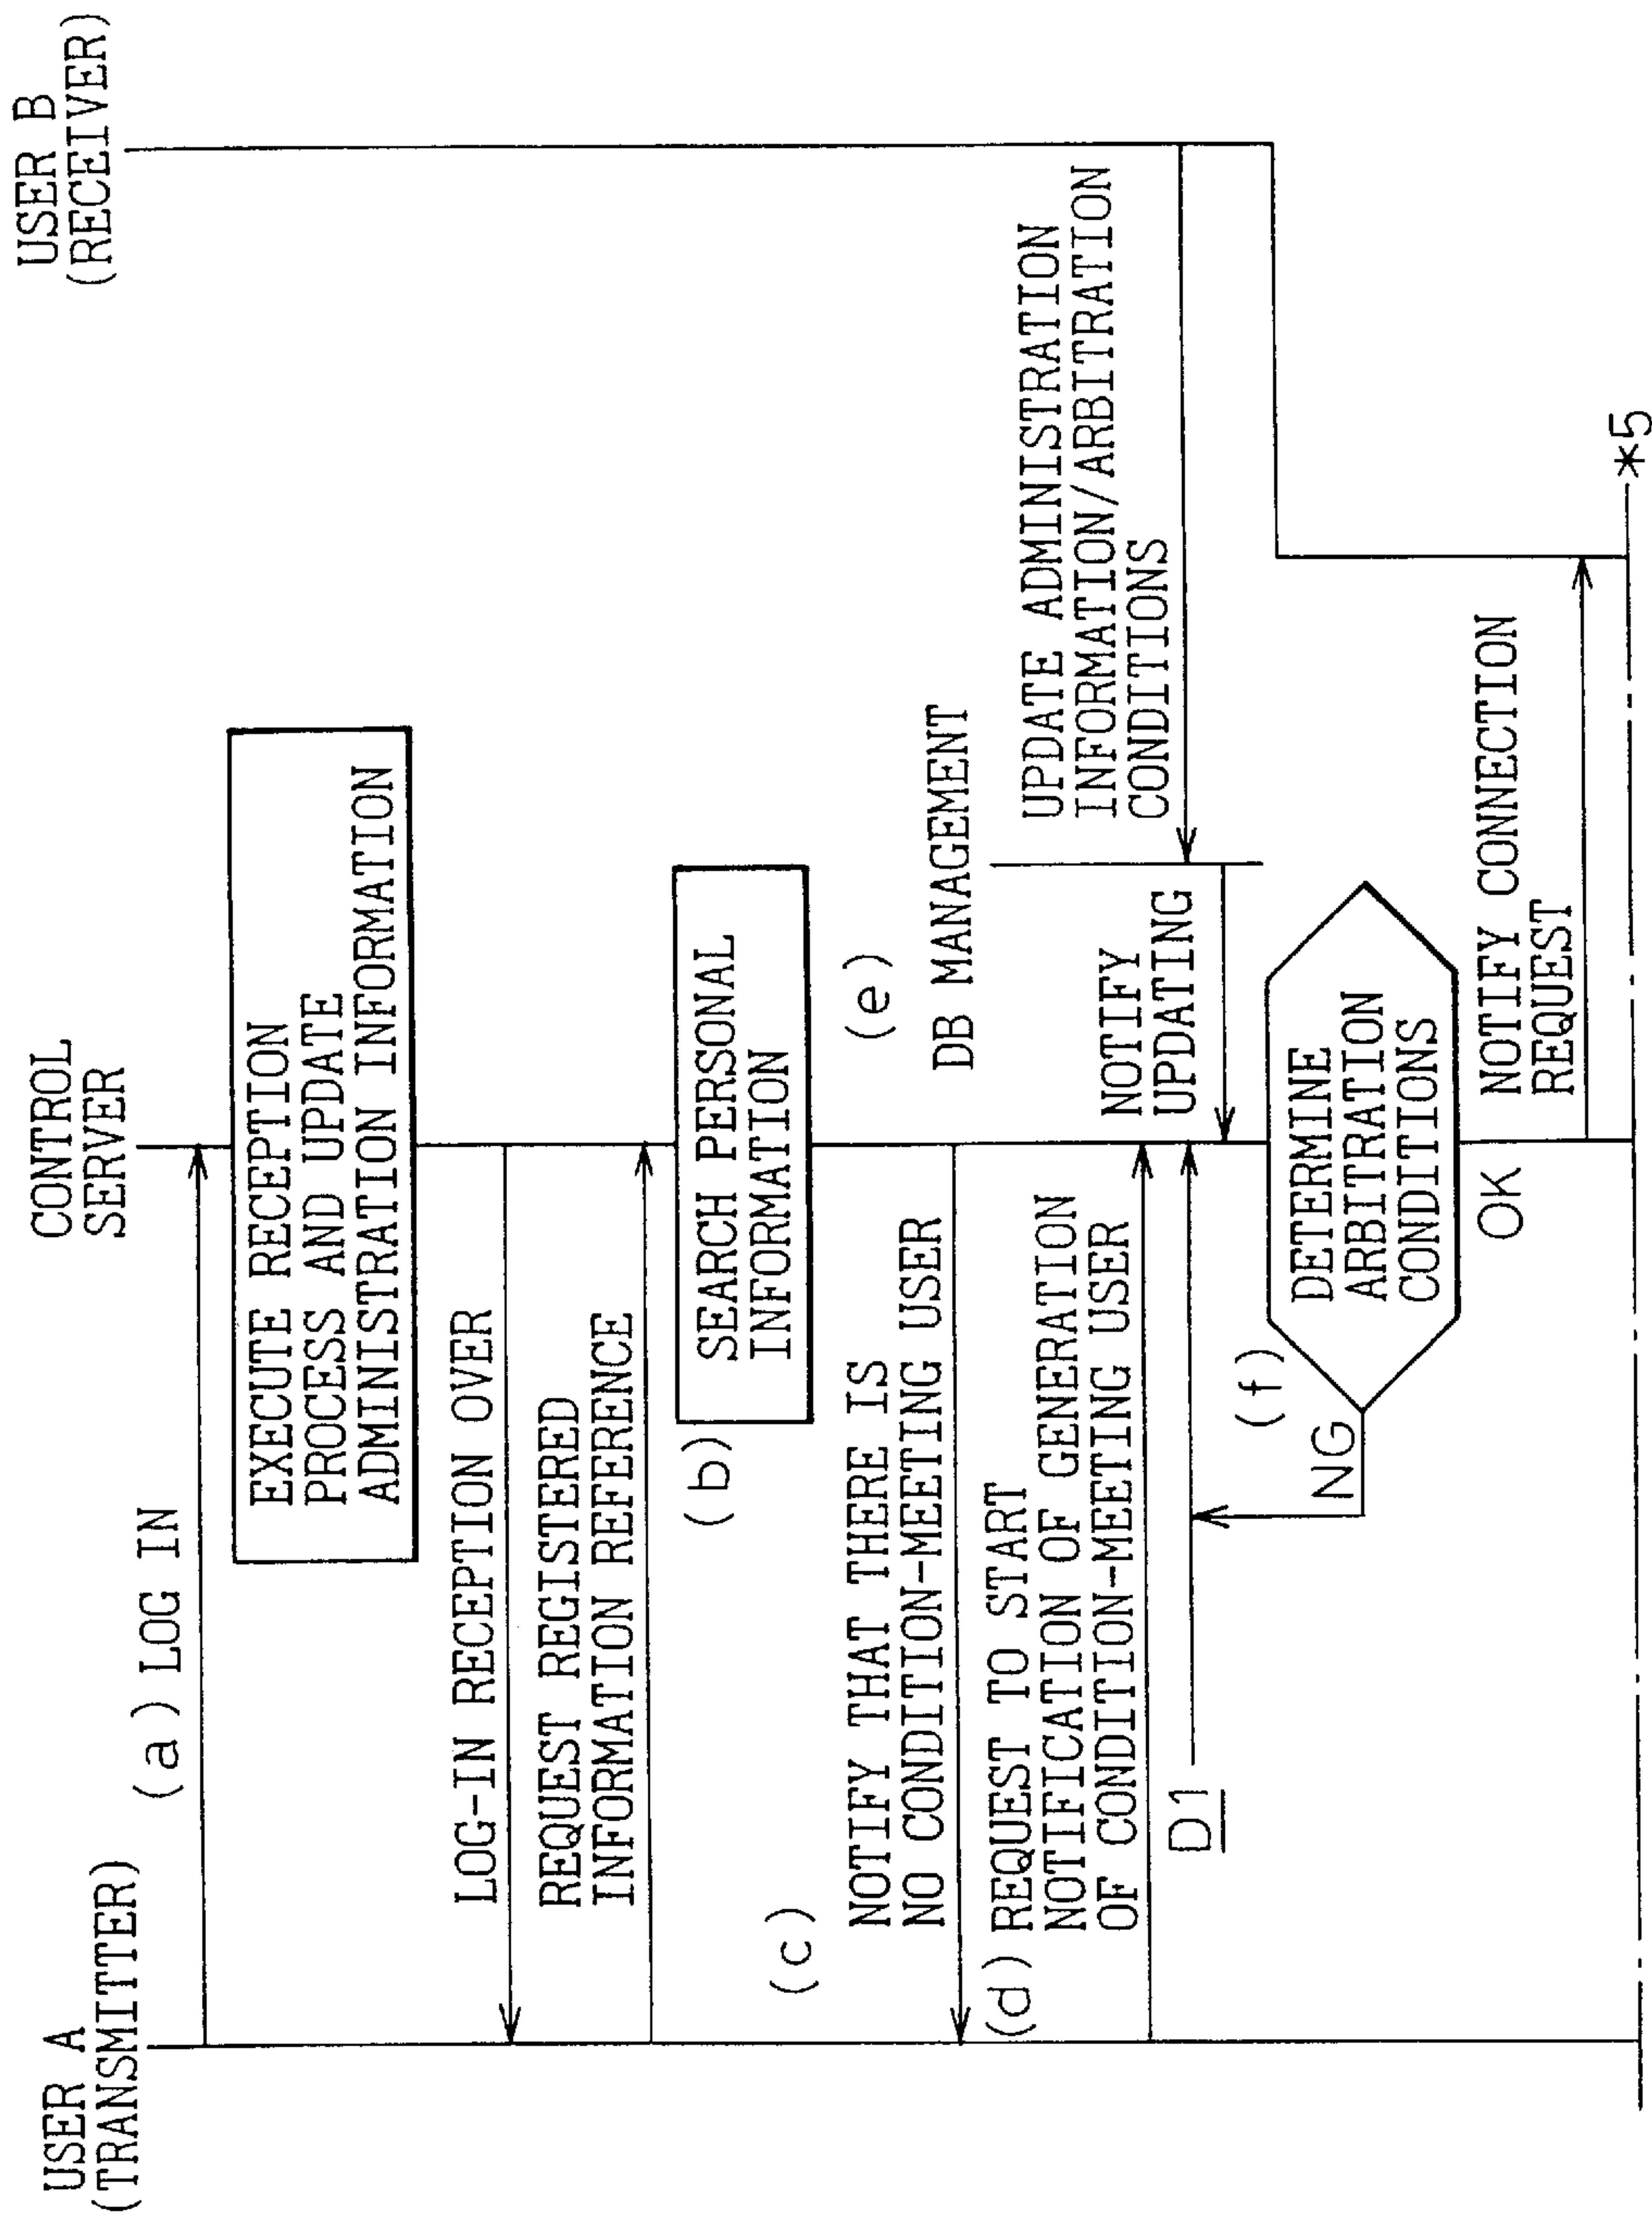 USER A
(TRANSMITTER)
CONTROL
SERVER
USER B
(RECEIVER)
(a) LOG IN
EXECUTE RECEPTION
PROCESS AND UPDATE
ADMINISTRATION INFORMATION
LOG-IN RECEPTION OVER
REQUEST REGISTERED
INFORMATION REFERENCE
(b)
SEARCH PERSONAL
INFORMATION
(c)
NOTIFY THAT THERE IS
NO CONDITION-MEETING USER
(e)
DB MANAGEMENT
(d) REQUEST TO START
NOTIFICATION OF GENERATION
OF CONDITION-MEETING USER
UPDATE ADMINISTRATION
INFORMATION/ARBITRATION
CONDITIONS
NOTIFY
UPDATING
D1
(f)
DETERMINE
ARBITRATION
CONDITIONS
NG
OK
NOTIFY CONNECTION
REQUEST
*5